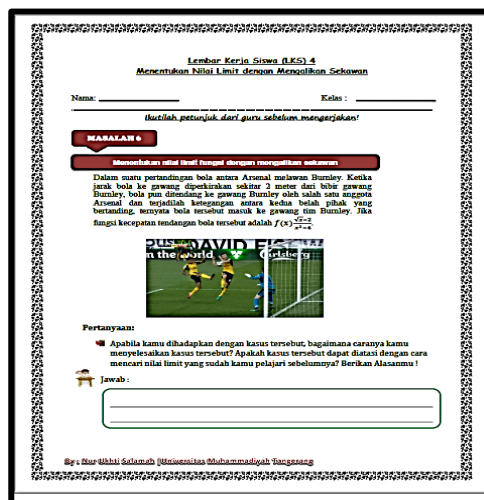 Lembar Kerja Siswa (LKS) 4
Menentukan Nilai Limit dengan Mengalikan Sekawan
Nama: Kelas :
Ikutilah petunjuk dari guru sebelum mengerjakan!
MASALAH 6
Menentukan nilai limit fungsi dengan mengalikan sekawan
Dalam suatu pertandingan bola antara Arsenal melawan Burnley. Ketika
jarak bola ke gawang diperkirakan sekitar 2 meter dari bibir gawang
Burnley, bola pun ditendang ke gawang Burnley oleh salah satu anggota
Arsenal dan terjadilah ketegangan antara kedua belah pihak yang
bertanding, ternyata bola tersebut masuk ke gawang tim Burnley. Jika
fungsi kecepatan tendangan bola tersebut adalah f(x)
DAVID
n the world Carlsberg
Pertanyaan:
Apabila kamu dihadapkan dengan kasus tersebut, bagaimana caranya kamu
menyelesaikan kasus tersebut? Apakah kasus tersebut dapat diatasi dengan cara
mencari nilai limit yang sudah kamu pelajari sebelumnya? Berikan Alasanmu !
Jawab :
By : Nur Ukhti Salamah |Universitas Muhammadiyah Tangerang